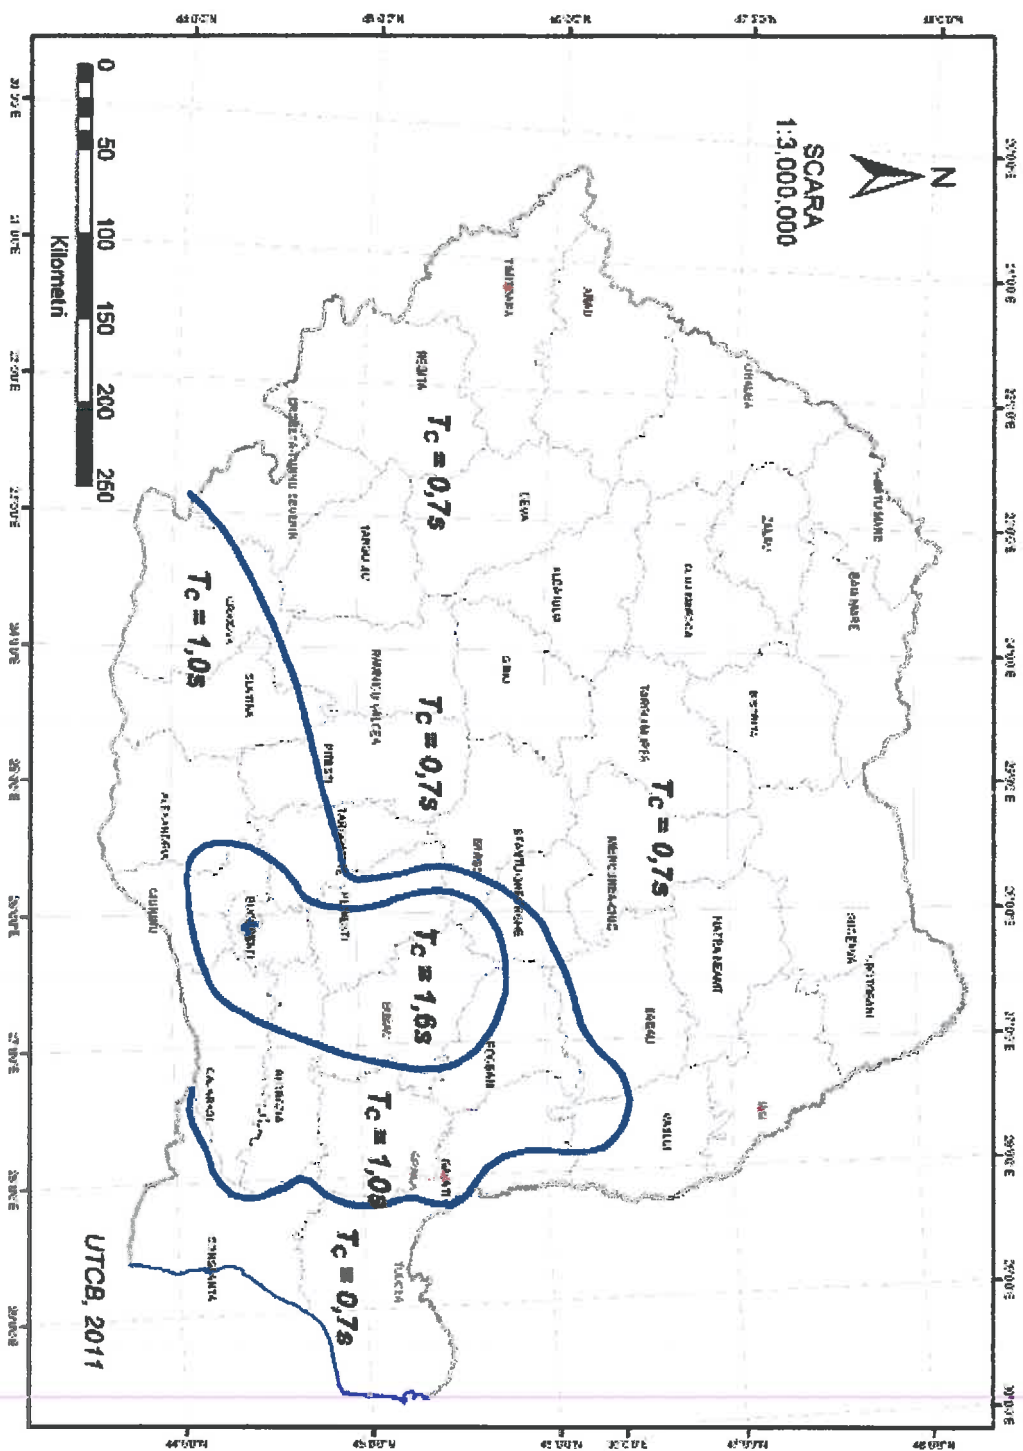 N
SCARA
1:3,000,000
SATU MARE
BAIA MARE
BOTOSANI
SUCEAVA
ORADEA
ZALAU
BISTRITA
IASI
PIATRA NEAMT
CLUJ NAPOCA
TARGU MURES
Tc = 0,7s
BACAU
VASLUI
MIERCUREA CIUC
ARAD
ALBA IULIA
TIMISOARA
DEVA
SIBIU
SFANTU GHEORGHE
BRASOV
FOCSANI
Tc = 0,7s
Tc = 0,7s
Tc = 1,6s
GALATI
RESITA
BRAILA
TULCEA
TARGU JIU
RAMNICU VALCEA
BUZAU
Tc = 1,0s
Tc = 0,7s
PITESTI
TARGOVISTE
PLOIESTI
DROBETA-TURNU SEVERIN
SLOBOZIA
CRAIOVA
SLATINA
BUCURESTI
Tc = 1,0s
CALARASI
CONSTANTA
ALEXANDRIA
GIURGIU
0 50 100 150 200 250
Kilometri
UTCB, 2011